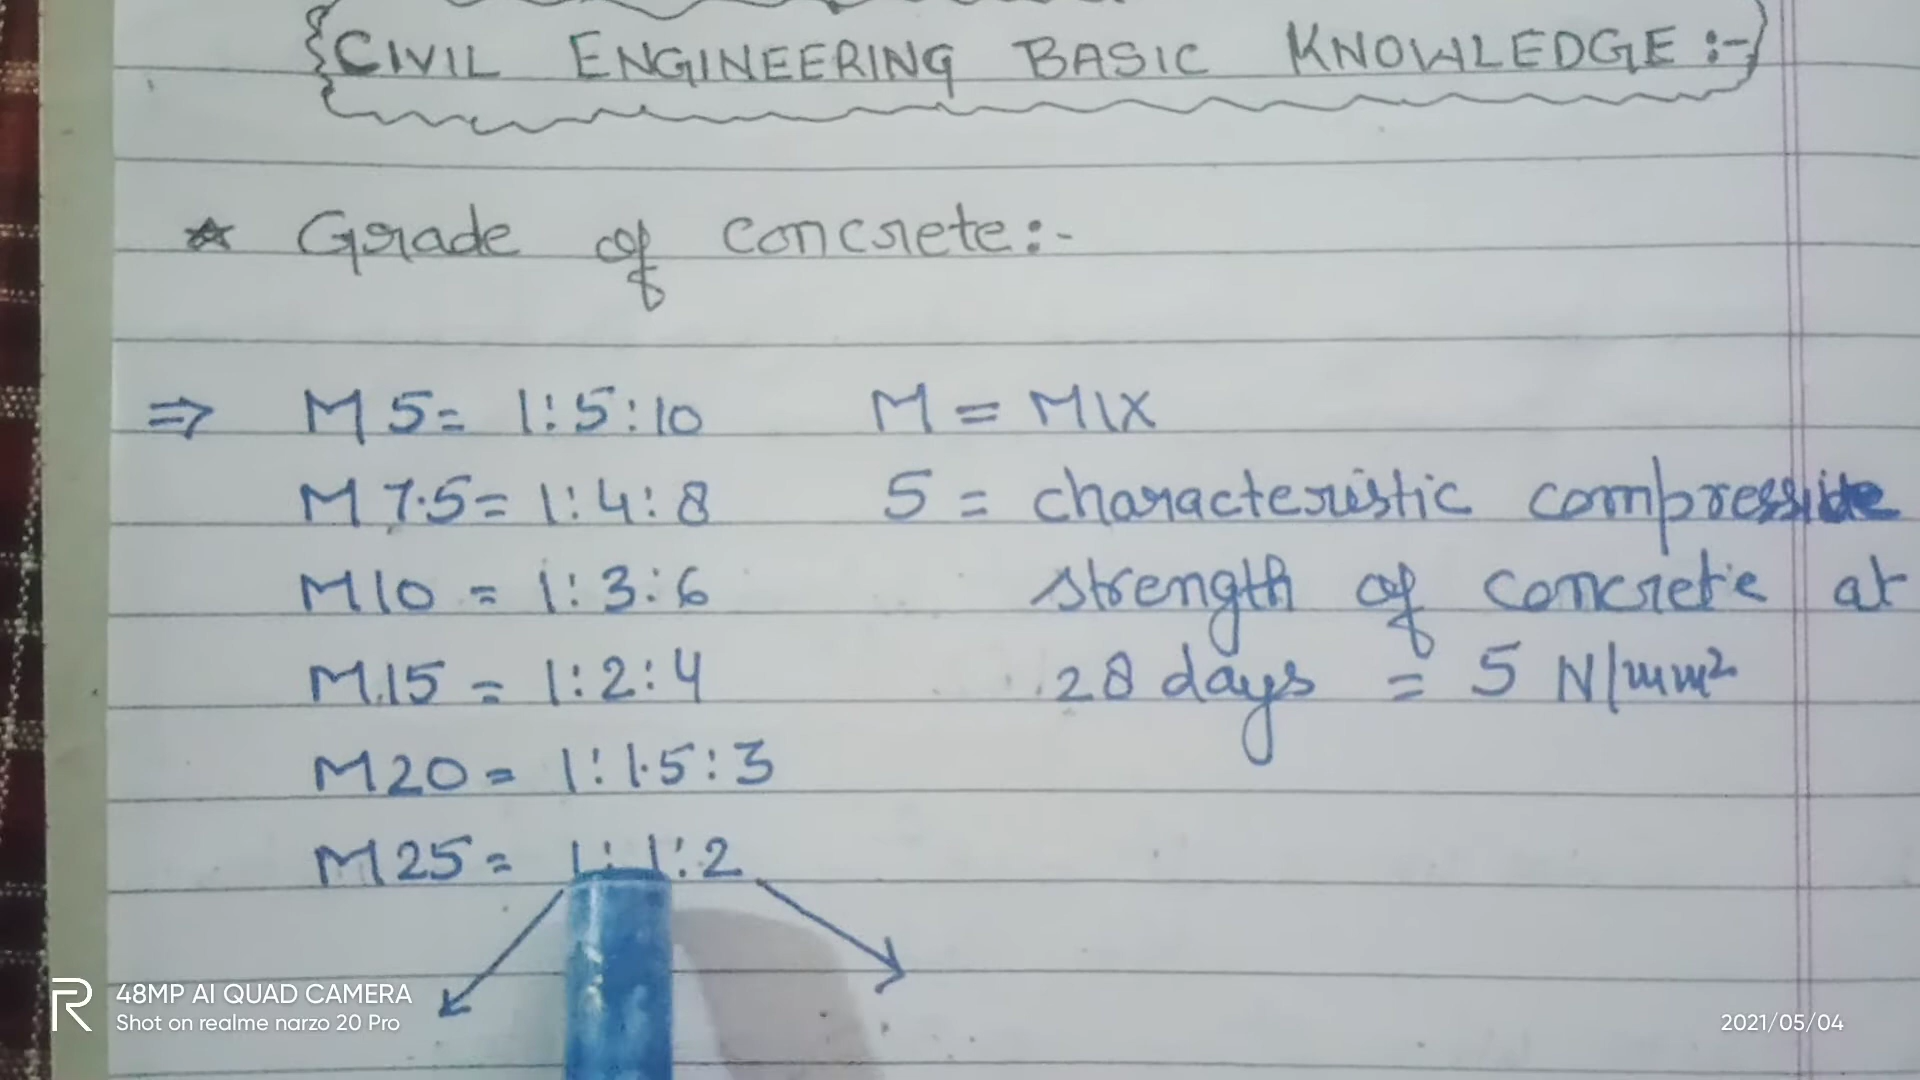 CIVIL ENGINEERING BASIC KNOWLEDGE :-
☆ Grade of concrete:-
⇒ M 5 = 1:5:10
M 7.5 = 1:4:8
M10 = 1:3:6
M15 = 1:2:4
M20 = 1:1.5:3
M25 = 1:1:2
M = MIX
5 = characteristic compressive
strength of concrete at
28 days = 5 N/mm²
48MP AI QUAD CAMERA
Shot on realme narzo 20 Pro
2021/05/04